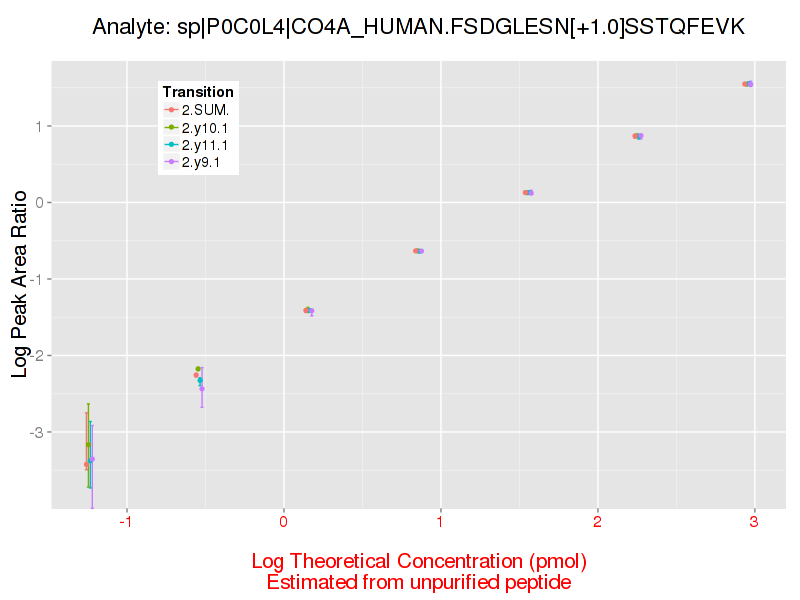 Analyte: sp|P0C0L4|CO4A_HUMAN.FSDGLESN[+1.0]SSTQFEVK
Transition
2.SUM.
2.y10.1
2.y11.1
2.y9.1
Log Peak Area Ratio
1
0
-1
-2
-3
-1
0
1
2
3
Log Theoretical Concentration (pmol)
Estimated from unpurified peptide